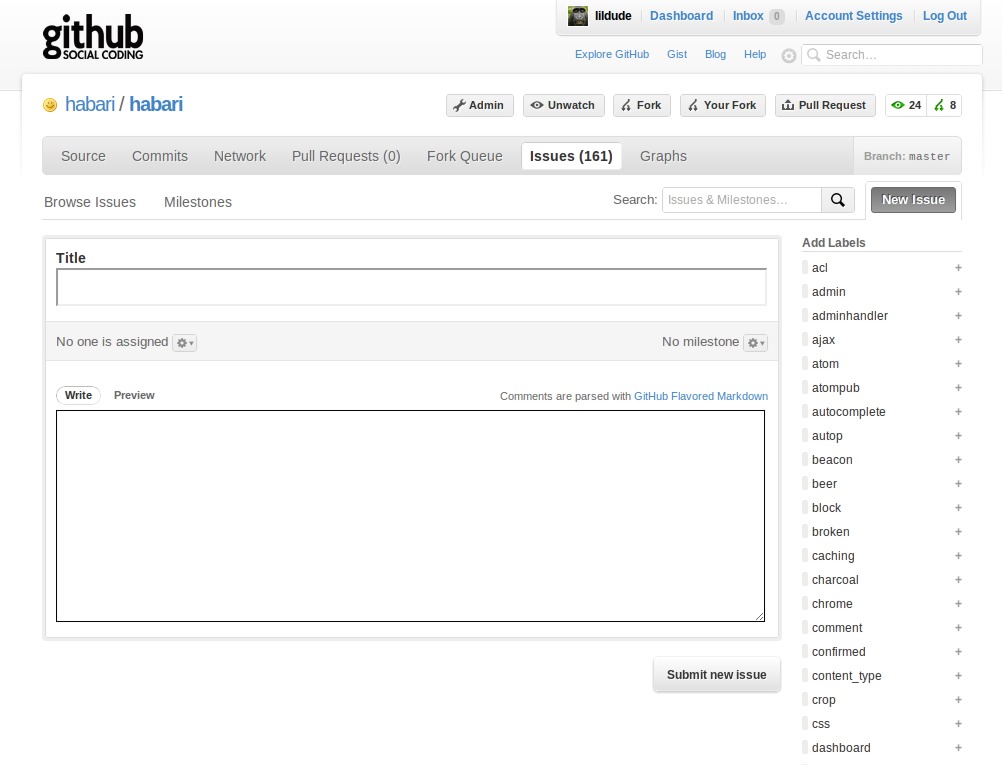 github
SOCIAL CODING
lildude Dashboard Inbox 0 Account Settings Log Out
Explore GitHub Gist Blog Help Search...
habari / habari
Admin Unwatch Fork Your Fork Pull Request 24 8
Source Commits Network Pull Requests (0) Fork Queue Issues (161) Graphs Branch: master
Browse Issues Milestones Search: Issues & Milestones... New Issue
Title
No one is assigned No milestone
Write Preview Comments are parsed with GitHub Flavored Markdown
Submit new issue
Add Labels
acl +
admin +
adminhandler +
ajax +
atom +
atompub +
autocomplete +
autop +
beacon +
beer +
block +
broken +
caching +
charcoal +
chrome +
comment +
confirmed +
content_type +
crop +
css +
dashboard +